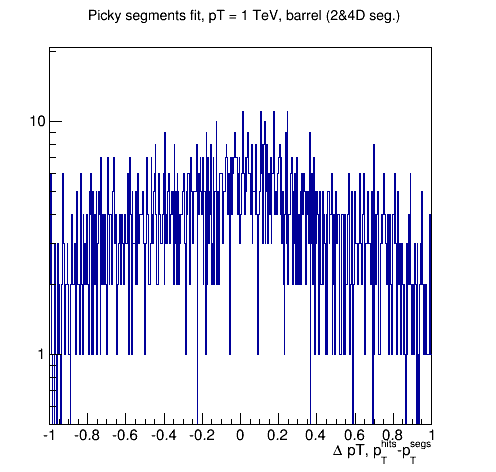 Picky segments fit, pT = 1 TeV, barrel (2&4D seg.)
10
1
-1 -0.8 -0.6 -0.4 -0.2 0 0.2 0.4 0.6 0.8 1
Δ pT, p_T^hits-p_T^segs